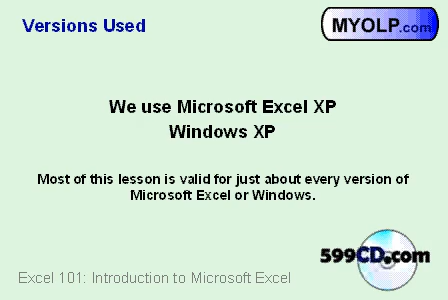 Versions Used
MYOLP.com
We use Microsoft Excel XP
Windows XP
Most of this lesson is valid for just about every version of
Microsoft Excel or Windows.
599CD.com
Excel 101: Introduction to Microsoft Excel